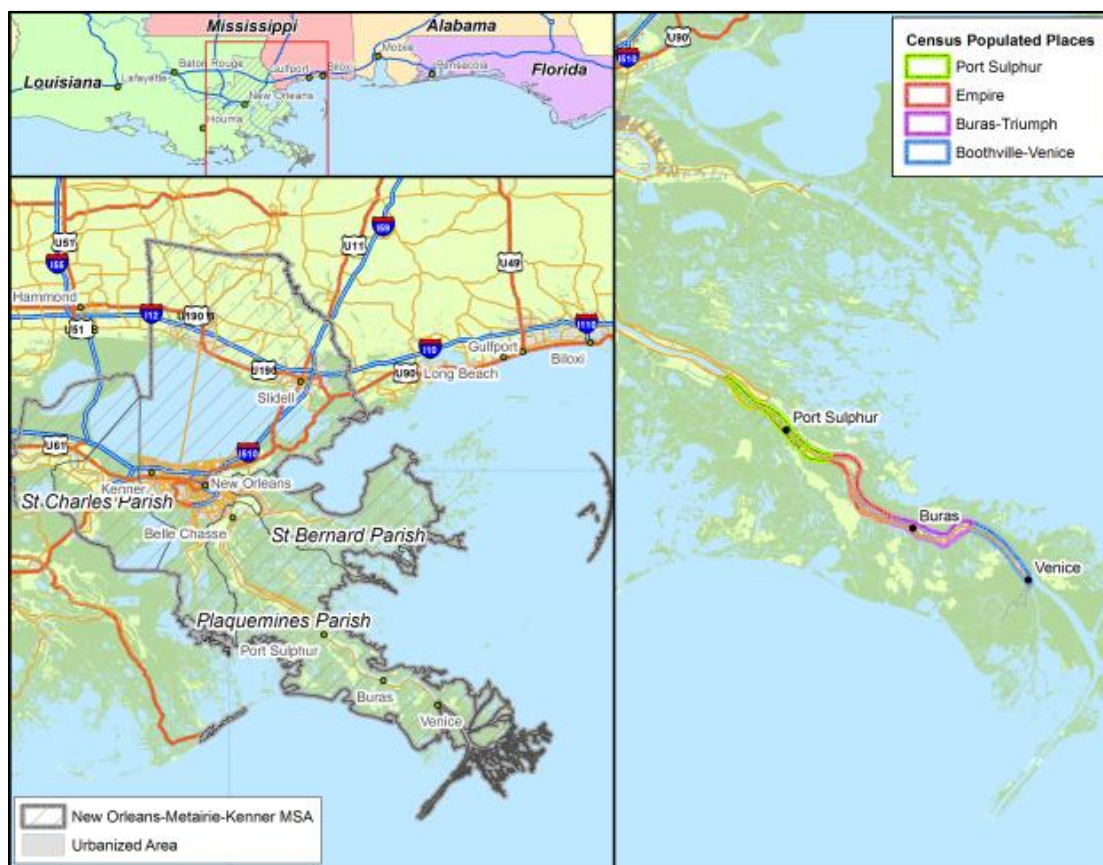 Mississippi
Alabama
Louisiana
Florida
Baton Rouge
Lafayette
Gulfport
Biloxi
Mobile
Pensacola
New Orleans
Houma
U51
I55
I59
U11
U49
Hammond
I12
U190
U51 B
U190
I10
I110
Gulfport
Biloxi
U90
Long Beach
Slidell
U61
I510
Kenner
New Orleans
St Charles Parish
Belle Chasse
St Bernard Parish
Plaquemines Parish
Port Sulphur
Buras
Venice
New Orleans-Metairie-Kenner MSA
Urbanized Area
U90
I510
Census Populated Places
Port Sulphur
Empire
Buras-Triumph
Boothville-Venice
Port Sulphur
Buras
Venice